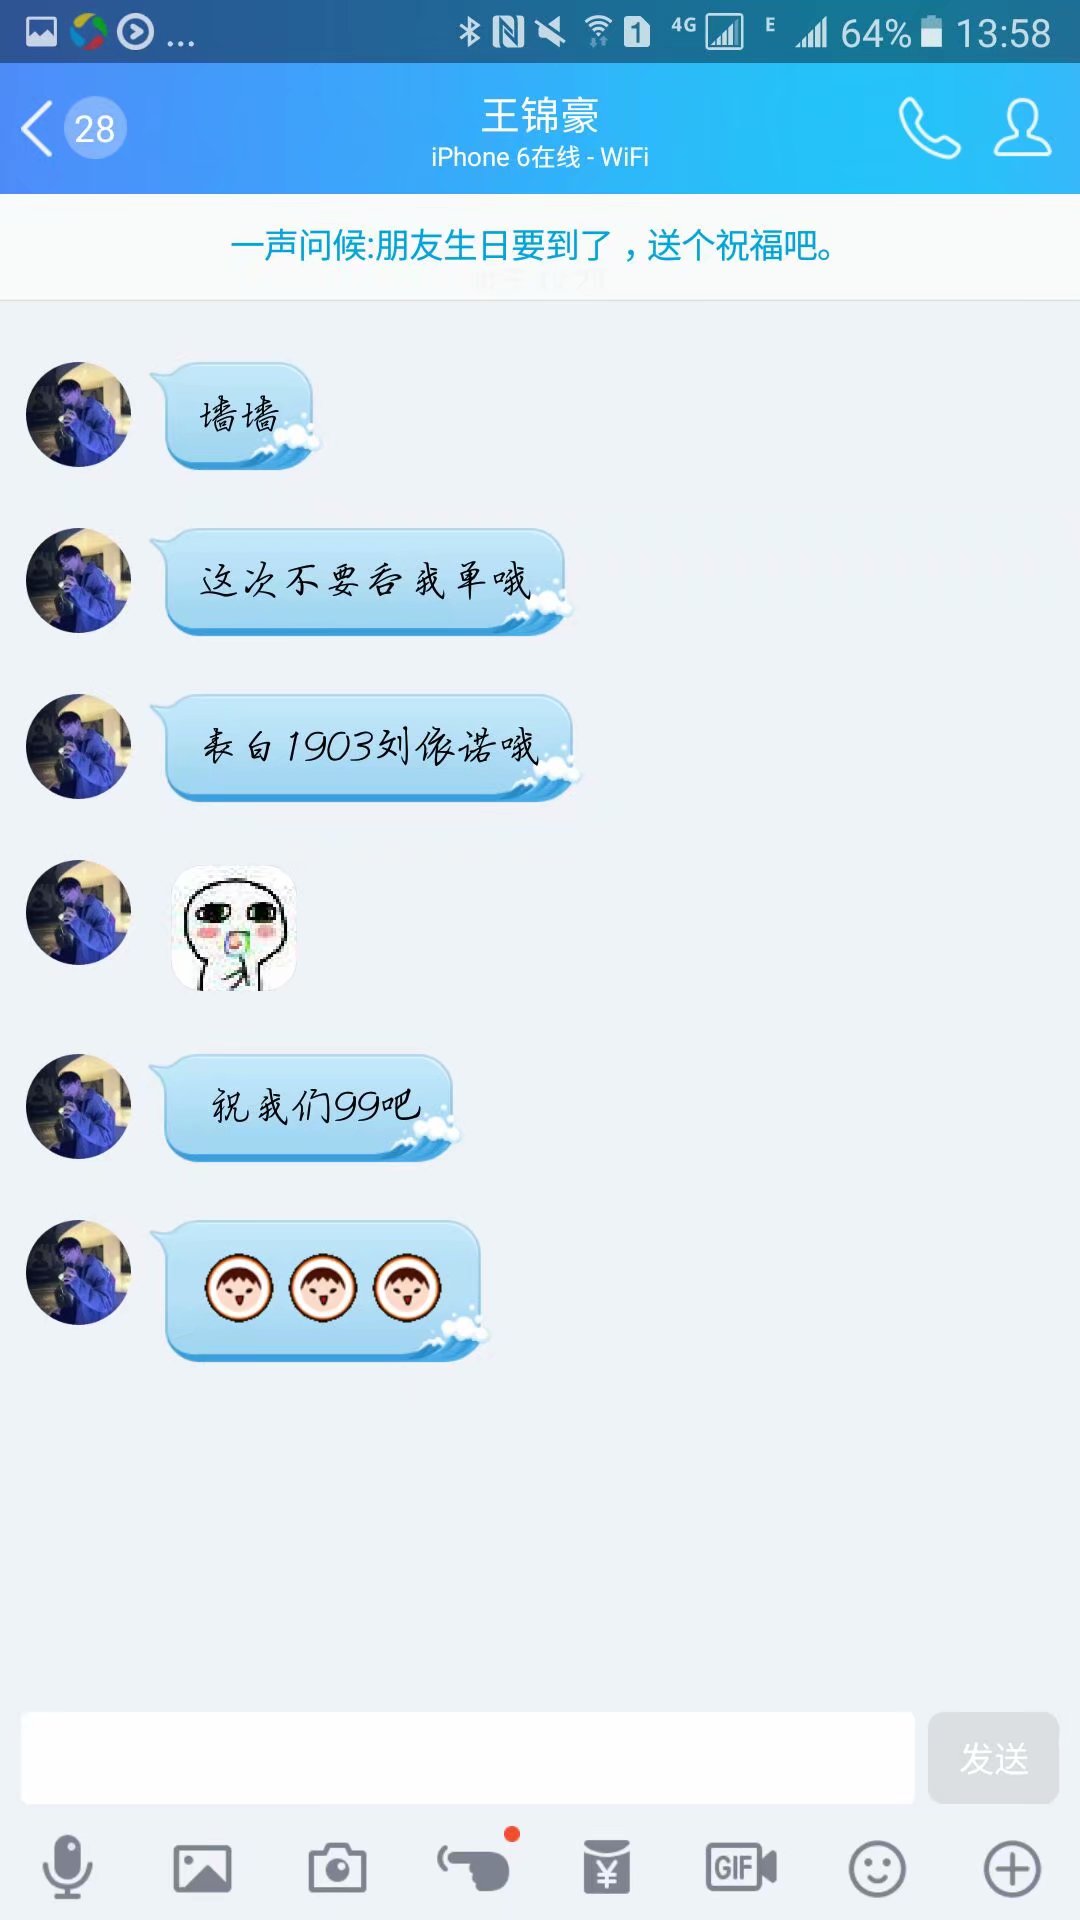 ... 1 4G E 64% 13:58
28
王锦豪
iPhone 6在线 - WiFi
一声问候:朋友生日要到了，送个祝福吧。
墙墙
这次不要吞我单哦
表白1903刘依诺哦
祝我们99吧
发送
GIF